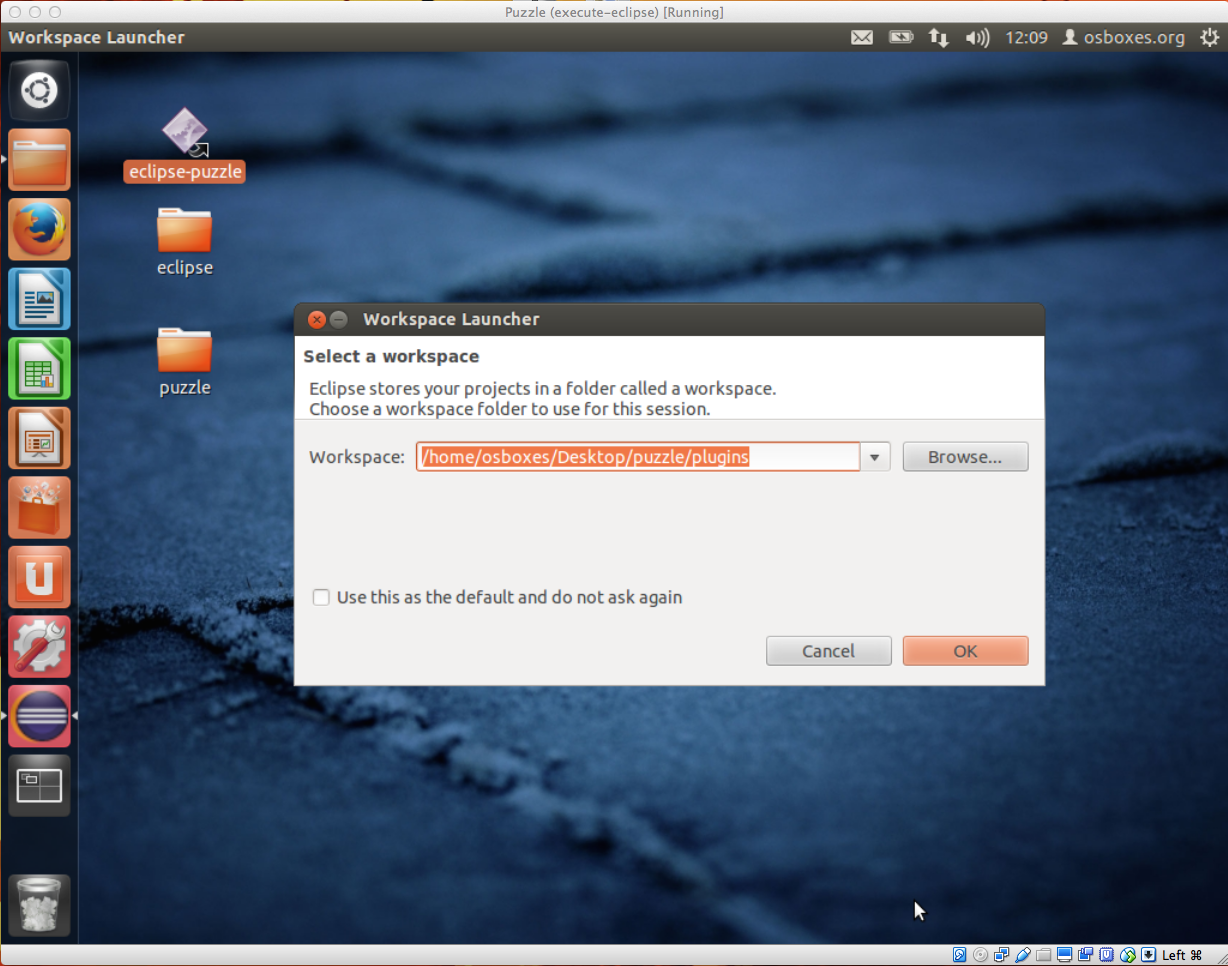 Puzzle (execute-eclipse) [Running]
Workspace Launcher
12:09
osboxes.org
eclipse-puzzle
eclipse
puzzle
Workspace Launcher
Select a workspace
Eclipse stores your projects in a folder called a workspace.
Choose a workspace folder to use for this session.
Workspace: /home/osboxes/Desktop/puzzle/plugins Browse...
Use this as the default and do not ask again
Cancel OK
Left ⌘